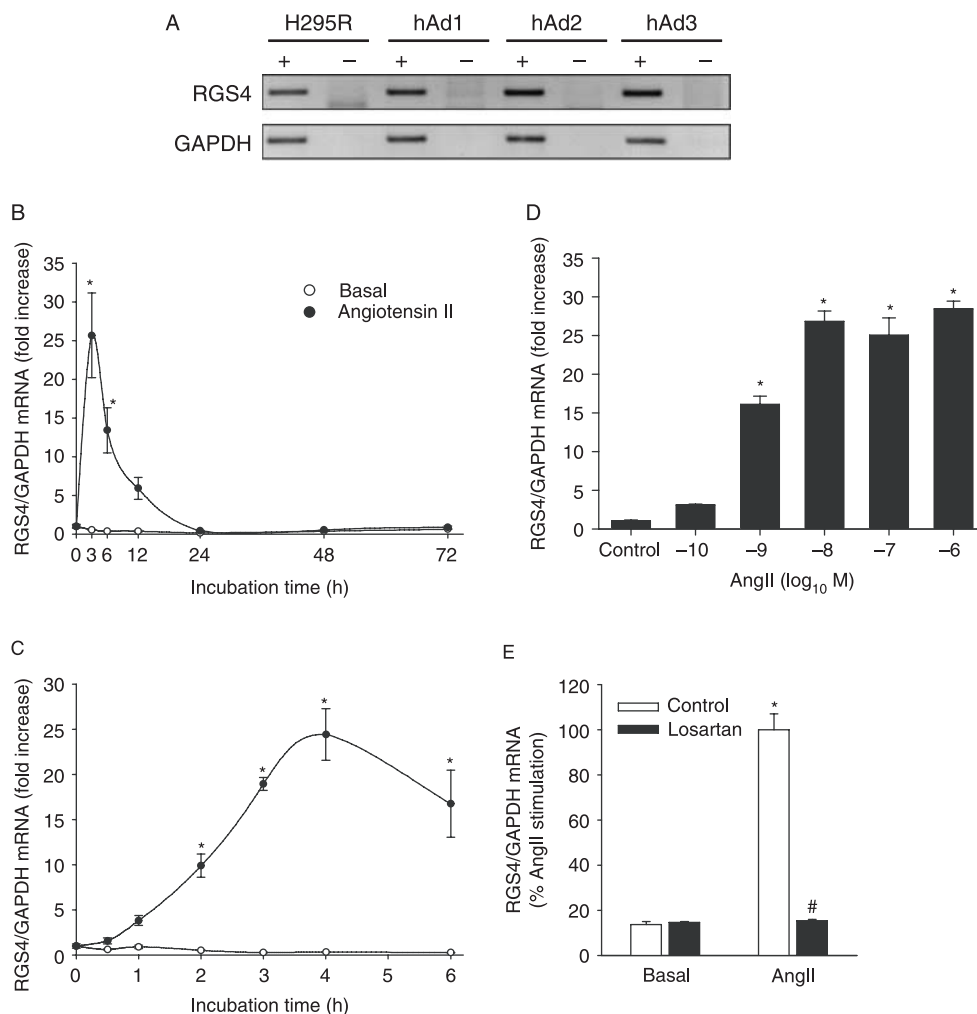 A
H295R hAd1 hAd2 hAd3
+ − + − + − + −
RGS4
GAPDH
B
RGS4/GAPDH mRNA (fold increase)
35
30
25
20
15
10
5
0
* *
Basal
Angiotensin II
0 3 6 12 24 48 72
Incubation time (h)
C
RGS4/GAPDH mRNA (fold increase)
30
25
20
15
10
5
0
* * * *
0 1 2 3 4 5 6
Incubation time (h)
D
RGS4/GAPDH mRNA (fold increase)
35
30
25
20
15
10
5
0
* * * *
Control −10 −9 −8 −7 −6
AngII (log10 M)
E
RGS4/GAPDH mRNA
(% AngII stimulation)
120
100
80
60
40
20
0
Control
Losartan
*
#
Basal AngII